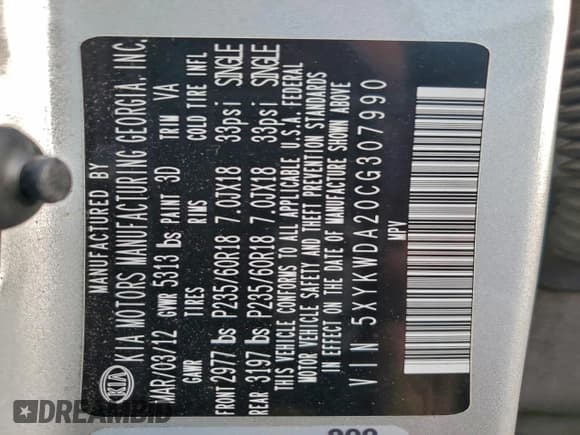 KIA
MANUFACTURED BY
KIA MOTORS MANUFACTURING GEORGIA, INC.
MAR/03/12 GVWR 5313 lbs PAINT 3D TRIM VA
GAWR TIRES RIMS COLD TIRE INFL
FRONT 2977 lbs P235/60R18 7.0JX18 33psi SINGLE
REAR 3197 lbs P235/60R18 7.0JX18 33psi SINGLE
THIS VEHICLE CONFORMS TO ALL APPLICABLE U.S.A. FEDERAL
MOTOR VEHICLE SAFETY AND THEFT PREVENTION STANDARDS
IN EFFECT ON THE DATE OF MANUFACTURE SHOWN ABOVE
VIN 5XYKWDA20CG307990
MPV
DREAMBID